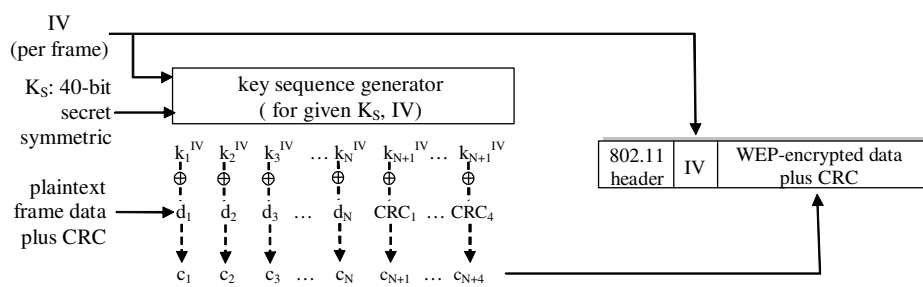 IV
(per frame)
K_S: 40-bit
secret
symmetric
key sequence generator
( for given K_S, IV)
k_1^IV k_2^IV k_3^IV … k_N^IV k_N+1^IV … k_N+1^IV
plaintext
frame data
plus CRC
d_1 d_2 d_3 … d_N CRC_1 … CRC_4
c_1 c_2 c_3 … c_N c_N+1 … c_N+4
802.11
header
IV
WEP-encrypted data
plus CRC